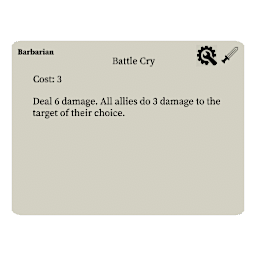 Barbarian
Battle Cry
Cost: 3
Deal 6 damage. All allies do 3 damage to the
target of their choice.